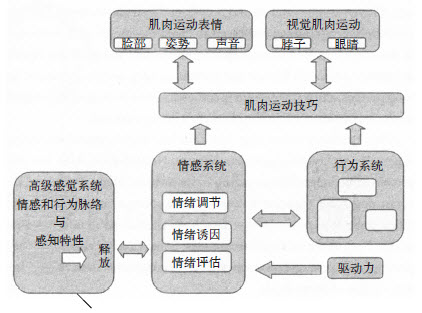 肌肉运动表情
脸部 姿势 声音
视觉肌肉运动
脖子 眼睛
肌肉运动技巧
情感系统
情绪调节
情绪诱因
情绪评估
行为系统
高级感觉系统
情感和行为脉络
与
感知特性
释放
驱动力